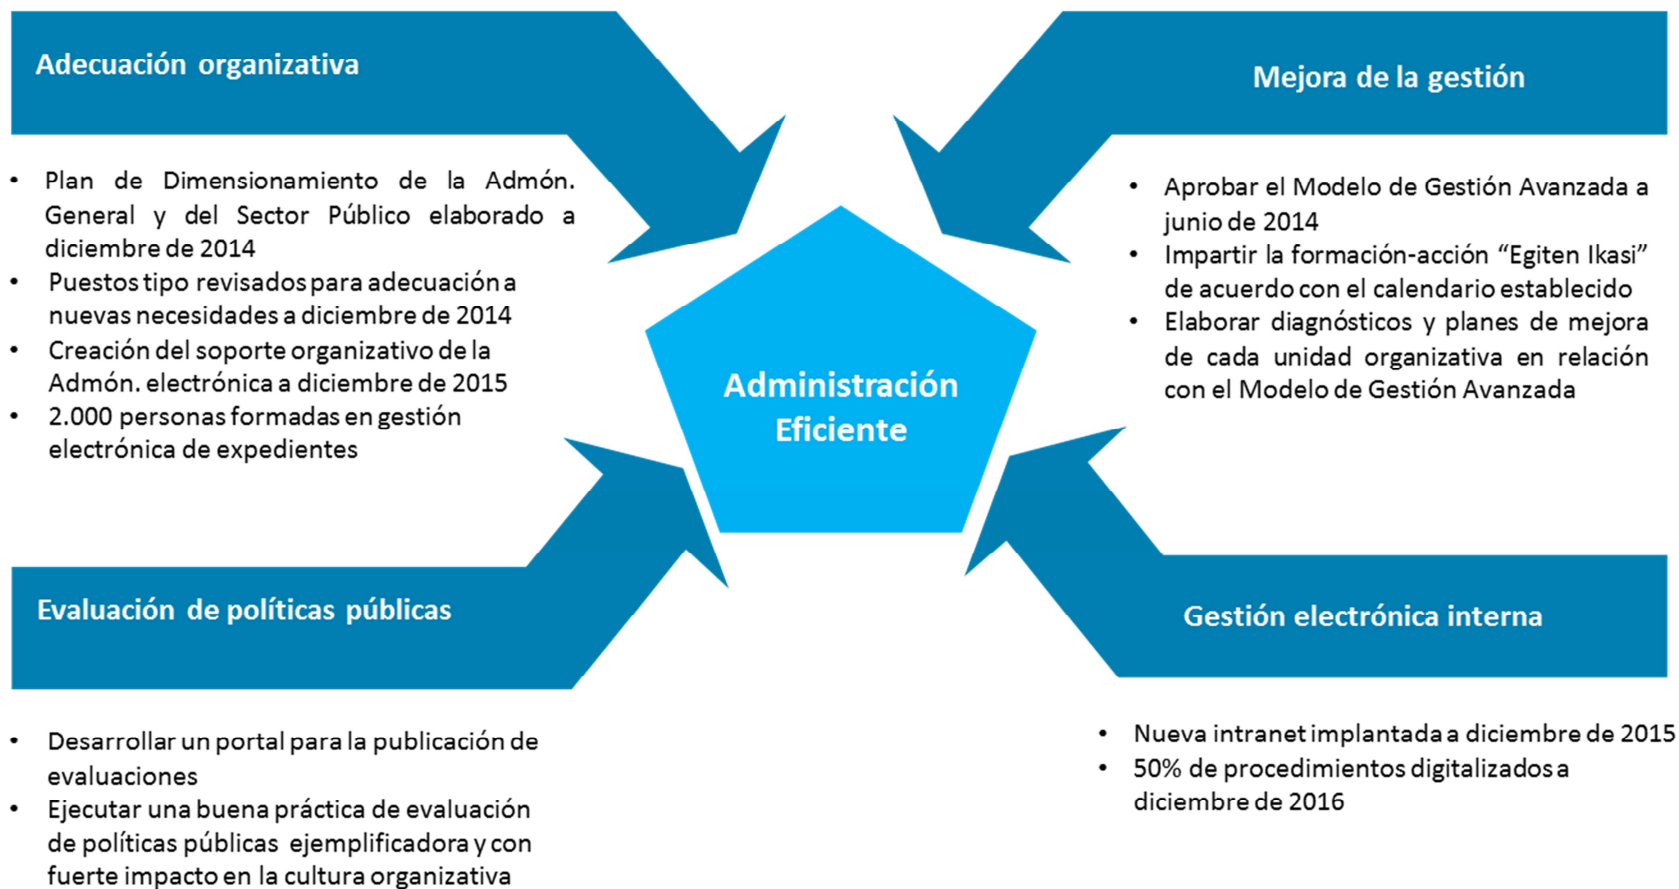 Adecuación organizativa
• Plan de Dimensionamiento de la Admón.
General y del Sector Público elaborado a
diciembre de 2014
• Puestos tipo revisados para adecuación a
nuevas necesidades a diciembre de 2014
• Creación del soporte organizativo de la
Admón. electrónica a diciembre de 2015
• 2.000 personas formadas en gestión
electrónica de expedientes
Mejora de la gestión
• Aprobar el Modelo de Gestión Avanzada a
junio de 2014
• Impartir la formación-acción “Egiten Ikasi”
de acuerdo con el calendario establecido
• Elaborar diagnósticos y planes de mejora
de cada unidad organizativa en relación
con el Modelo de Gestión Avanzada
Administración
Eficiente
Evaluación de políticas públicas
• Desarrollar un portal para la publicación de
evaluaciones
• Ejecutar una buena práctica de evaluación
de políticas públicas ejemplificadora y con
fuerte impacto en la cultura organizativa
Gestión electrónica interna
• Nueva intranet implantada a diciembre de 2015
• 50% de procedimientos digitalizados a
diciembre de 2016